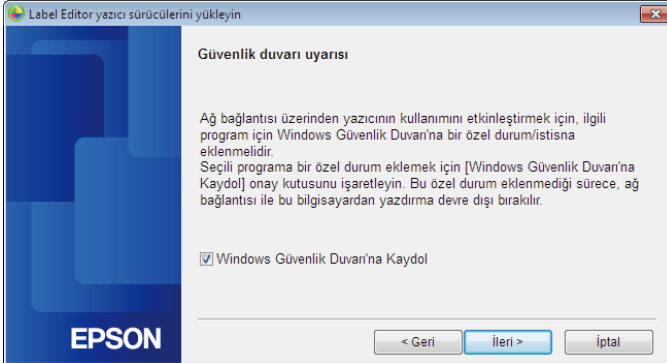 Label Editor yazıcı sürücülerini yükleyin
Güvenlik duvarı uyarısı
Ağ bağlantısı üzerinden yazıcının kullanımını etkinleştirmek için, ilgili
program için Windows Güvenlik Duvarı'na bir özel durum/istisna
eklenmelidir.
Seçili programa bir özel durum eklemek için [Windows Güvenlik Duvarı'na
Kaydol] onay kutusunu işaretleyin. Bu özel durum eklenmediği sürece, ağ
bağlantısı ile bu bilgisayardan yazdırma devre dışı bırakılır.
Windows Güvenlik Duvarı'na Kaydol
EPSON
< Geri
İleri >
İptal